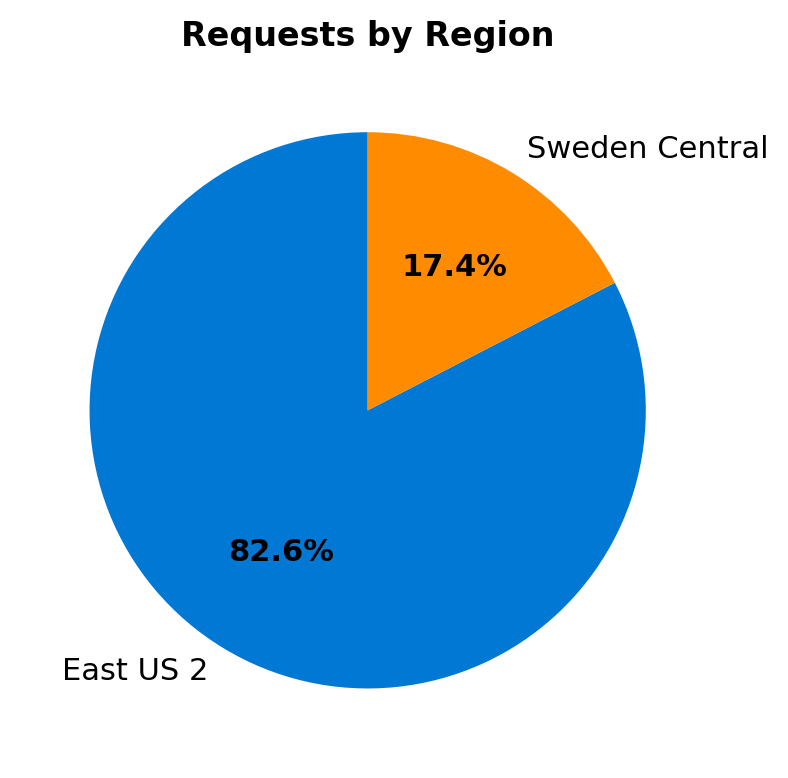 Requests by Region
Sweden Central
17.4%
82.6%
East US 2